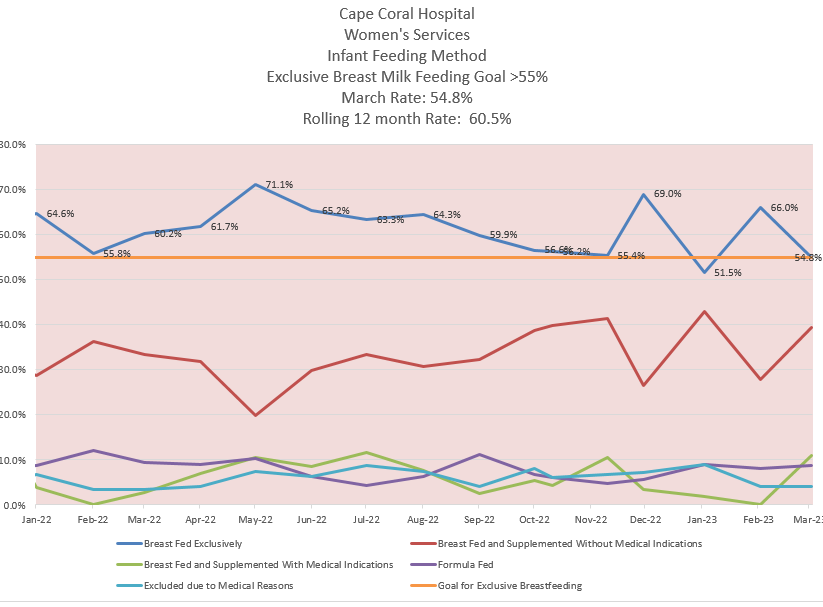 Cape Coral Hospital
Women's Services
Infant Feeding Method
Exclusive Breast Milk Feeding Goal >55%
March Rate: 54.8%
Rolling 12 month Rate:  60.5%
80.0%
70.0%
60.0%
50.0%
40.0%
30.0%
20.0%
10.0%
0.0%
64.6%
55.8%
60.2%
61.7%
71.1%
65.2%
63.3%
64.3%
59.9%
56.6%
56.2%
55.4%
69.0%
51.5%
66.0%
54.8%
Jan-22 Feb-22 Mar-22 Apr-22 May-22 Jun-22 Jul-22 Aug-22 Sep-22 Oct-22 Nov-22 Dec-22 Jan-23 Feb-23 Mar-23
Breast Fed Exclusively Breast Fed and Supplemented Without Medical Indications
Breast Fed and Supplemented With Medical Indications Formula Fed
Excluded due to Medical Reasons Goal for Exclusive Breastfeeding